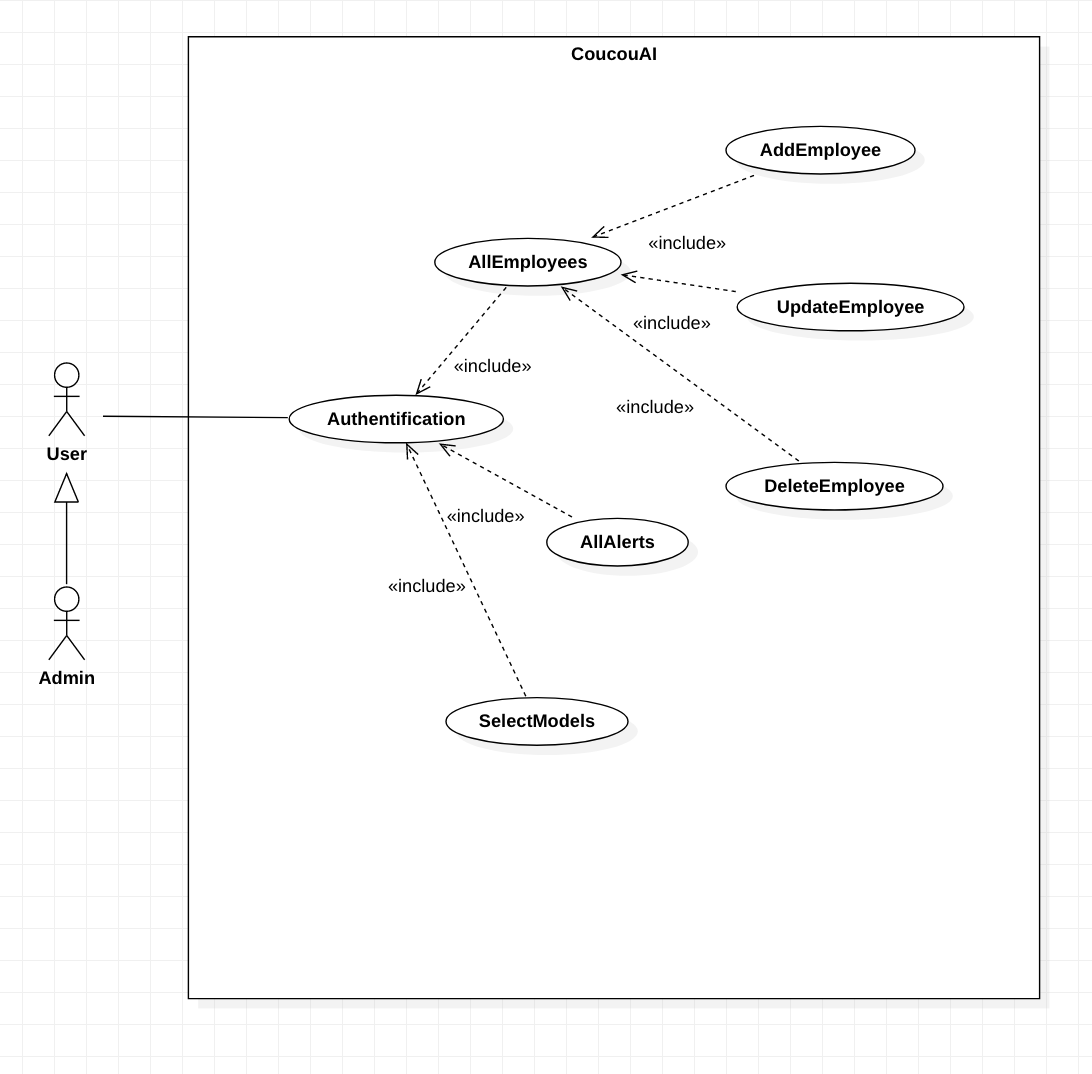 CoucouAI
AddEmployee
«include»
AllEmployees
UpdateEmployee
«include»
«include»
«include»
Authentification
User
DeleteEmployee
«include»
AllAlerts
«include»
Admin
SelectModels